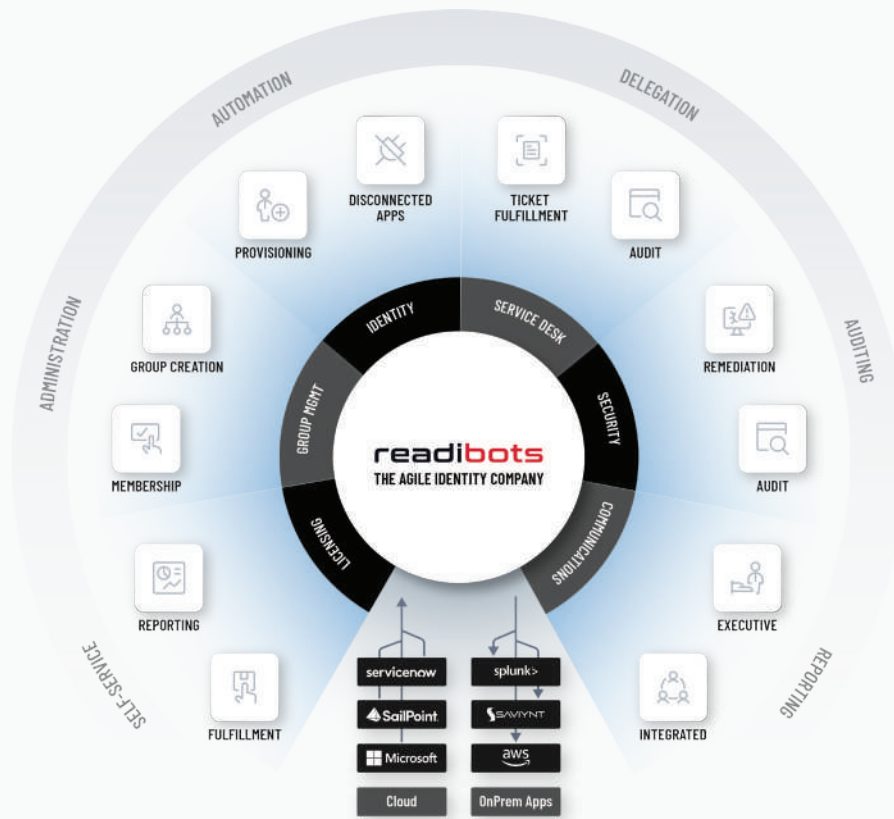 AUTOMATION
DELEGATION
ADMINISTRATION
AUDITING
SELF-SERVICE
REPORTING
DISCONNECTED
APPS
TICKET
FULFILLMENT
PROVISIONING
AUDIT
GROUP CREATION
REMEDIATION
MEMBERSHIP
AUDIT
REPORTING
EXECUTIVE
FULFILLMENT
INTEGRATED
IDENTITY
SERVICE DESK
GROUP MGMT
SECURITY
LICENSING
COMMUNICATIONS
readibots
THE AGILE IDENTITY COMPANY
servicenow
splunk>
SailPoint
SAVIYNT
Microsoft
aws
Cloud
OnPrem Apps